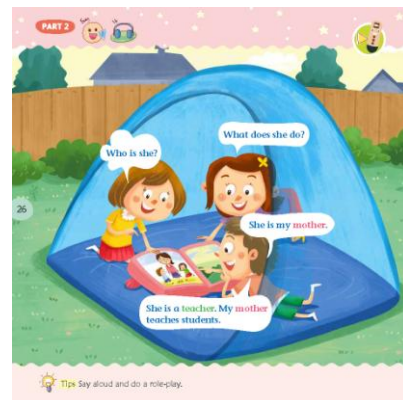 PART 2
Say
Who is she?
What does she do?
She is my mother.
26
She is a teacher. My mother
teaches students.
Tips Say aloud and do a role-play.